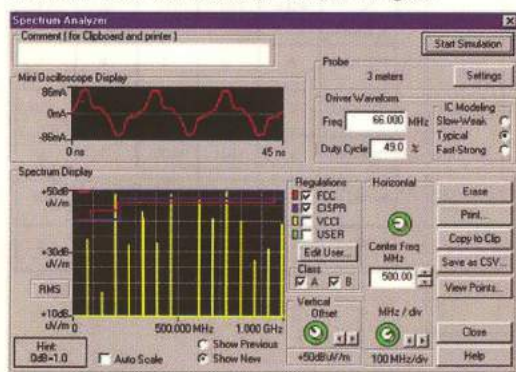 Spectrum Analyzer
Comment ( for Clipboard and printer )
Start Simulation
Mini Oscilloscope Display
86mA
0mA
-86mA
0 ns
45 ns
Probe
3 meters
Settings
Driver Waveform
Freq 66.000 MHz
Duty Cycle 49.0 %
IC Modeling
Slow-Weak
Typical
Fast-Strong
Spectrum Display
+50dB
uV/m
+30dB
uV/m
RMS
+10dB
uV/m
0
500.000 MHz
1.000 GHz
Hint:
0dB=1.0
Auto Scale
Show Previous
Show New
Regulations
FCC
CISPR
VCCI
USER
Edit User...
Class
A B
Vertical
Offset
+50dBuV/m
Horizontal
Center Freq
MHz
500.00
MHz / div
100 MHz/div
Erase
Print...
Copy to Clip
Save as CSV...
View Points...
Close
Help